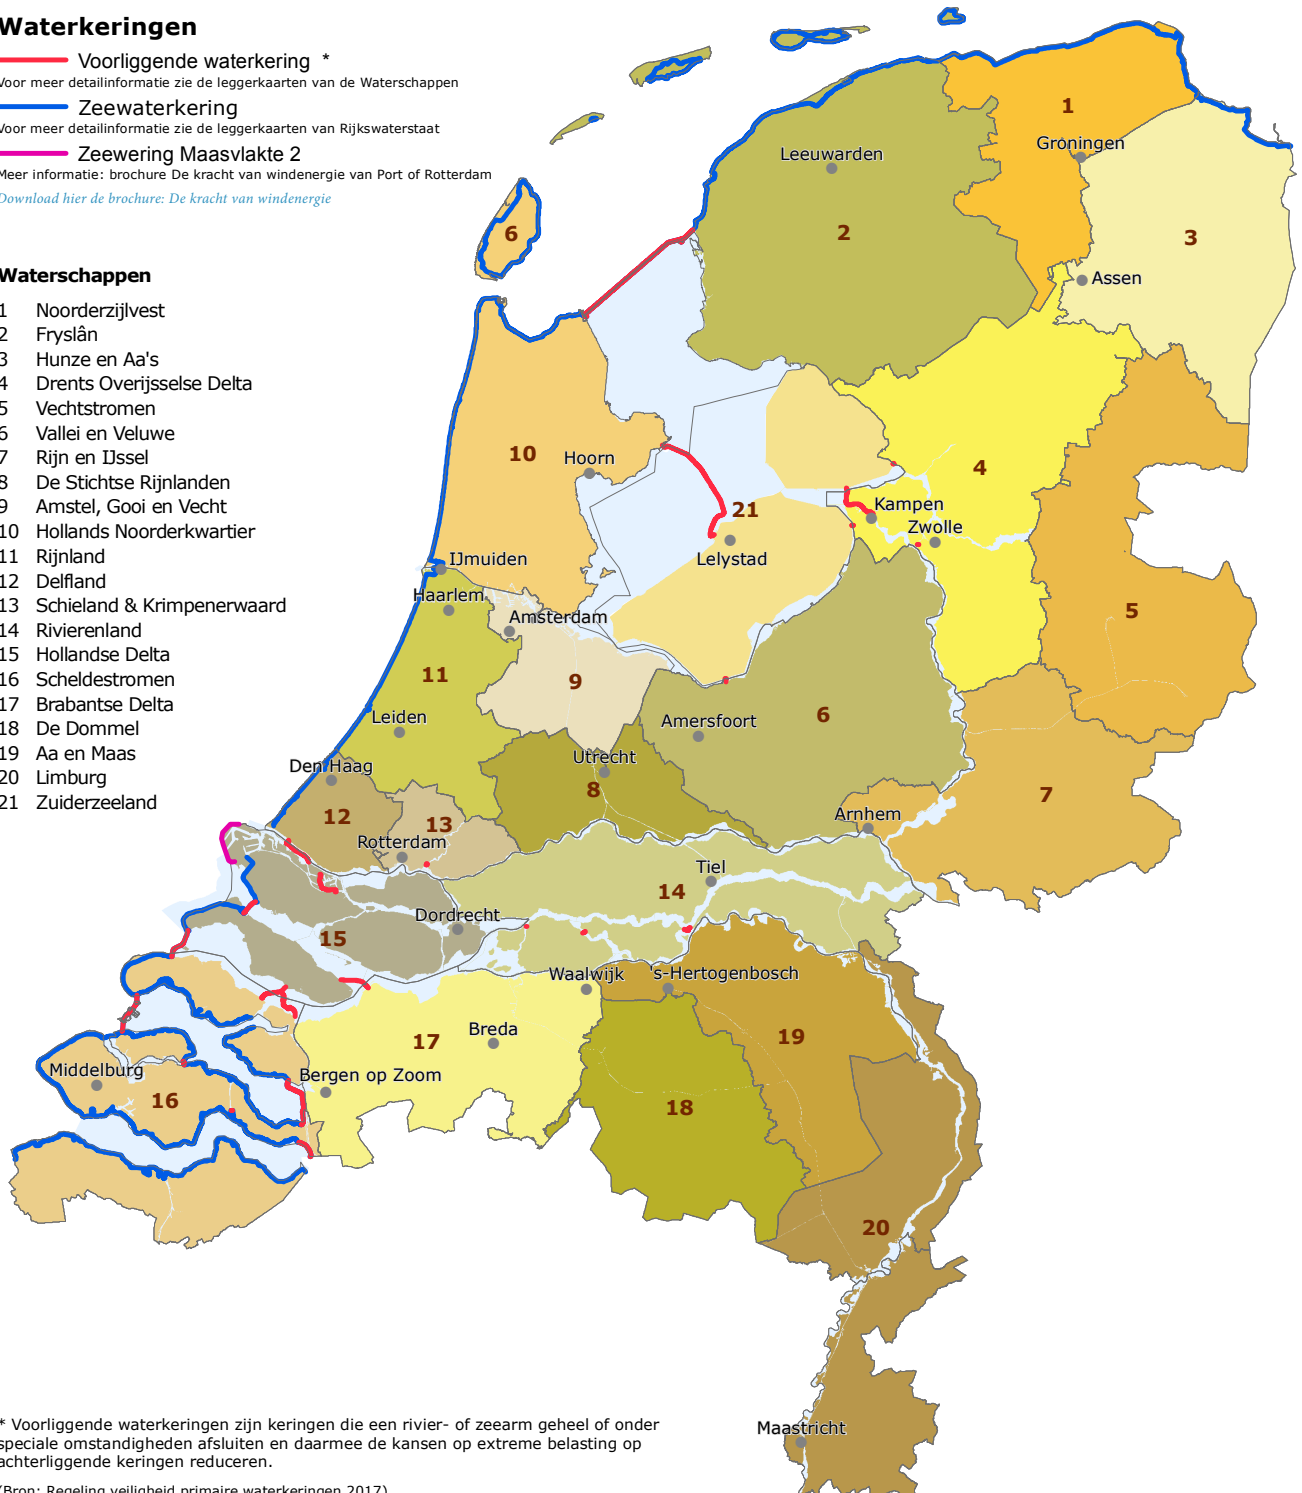 Waterkeringen
Voorliggende waterkering *
Voor meer detailinformatie zie de leggerkaarten van de Waterschappen
Zeewaterkering
Voor meer detailinformatie zie de leggerkaarten van Rijkswaterstaat
Zeewering Maasvlakte 2
Meer informatie: brochure De kracht van windenergie van Port of Rotterdam
Download hier de brochure: De kracht van windenergie
Waterschappen
1 Noorderzijlvest
2 Fryslân
3 Hunze en Aa's
4 Drents Overijsselse Delta
5 Vechtstromen
6 Vallei en Veluwe
7 Rijn en IJssel
8 De Stichtse Rijnlanden
9 Amstel, Gooi en Vecht
10 Hollands Noorderkwartier
11 Rijnland
12 Delfland
13 Schieland & Krimpenerwaard
14 Rivierenland
15 Hollandse Delta
16 Scheldestromen
17 Brabantse Delta
18 De Dommel
19 Aa en Maas
20 Limburg
21 Zuiderzeeland
1
Groningen
Leeuwarden
2
6
3
Assen
10
Hoorn
4
21
Kampen
Zwolle
Lelystad
IJmuiden
Haarlem
Amsterdam
5
11
9
Leiden
Amersfoort
6
Utrecht
Den Haag
8
7
12
13
Arnhem
Rotterdam
Tiel
14
Dordrecht
15
Waalwijk
's-Hertogenbosch
17
Breda
19
Middelburg
Bergen op Zoom
16
18
20
Maastricht
* Voorliggende waterkeringen zijn keringen die een rivier- of zeearm geheel of onder
speciale omstandigheden afsluiten en daarmee de kansen op extreme belasting op
achterliggende keringen reduceren.
(Bron: Regeling veiligheid primaire waterkeringen 2017)